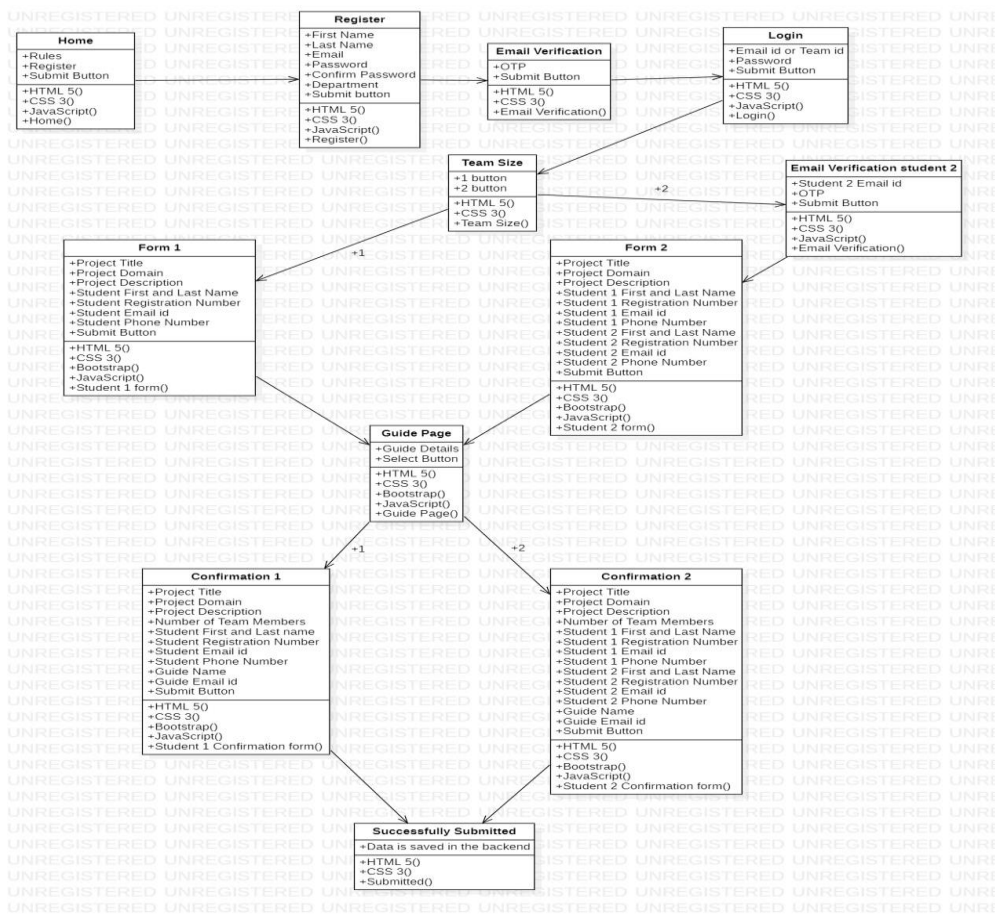 Home
+Rules
+Register
+Submit Button
+HTML 5()
+CSS 3()
+JavaScript()
+Home()
Register
+First Name
+Last Name
+Email
+Password
+Confirm Password
+Department
+Submit button
+HTML 5()
+CSS 3()
+JavaScript()
+Register()
Email Verification
+OTP
+Submit Button
+HTML 5()
+CSS 3()
+Email Verification()
Login
+Email id or Team id
+Password
+Submit Button
+HTML 5()
+CSS 3()
+JavaScript()
+Login()
Team Size
+1 button
+2 button
+HTML 5()
+CSS 3()
+Team Size()
+2
Email Verification student 2
+Student 2 Email id
+OTP
+Submit Button
+HTML 5()
+CSS 3()
+JavaScript()
+Email Verification()
+1
Form 1
+Project Title
+Project Domain
+Project Description
+Student First and Last Name
+Student Registration Number
+Student Email id
+Student Phone Number
+Submit Button
+HTML 5()
+CSS 3()
+Bootstrap()
+JavaScript()
+Student 1 form()
Form 2
+Project Title
+Project Domain
+Project Description
+Student 1 First and Last Name
+Student 1 Registration Number
+Student 1 Email id
+Student 1 Phone Number
+Student 2 First and Last Name
+Student 2 Registration Number
+Student 2 Email id
+Student 2 Phone Number
+Submit Button
+HTML 5()
+CSS 3()
+Bootstrap()
+JavaScript()
+Student 2 form()
Guide Page
+Guide Details
+Select Button
+HTML 5()
+CSS 3()
+Bootstrap()
+JavaScript()
+Guide Page()
+1
+2
Confirmation 1
+Project Title
+Project Domain
+Project Description
+Number of Team Members
+Student First and Last name
+Student Registration Number
+Student Email id
+Student Phone Number
+Guide Name
+Guide Email id
+Submit Button
+HTML 5()
+CSS 3()
+Bootstrap()
+JavaScript()
+Student 1 Confirmation form()
Confirmation 2
+Project Title
+Project Domain
+Project Description
+Number of Team Members
+Student 1 First and Last Name
+Student 1 Registration Number
+Student 1 Email id
+Student 1 Phone Number
+Student 2 First and Last Name
+Student 2 Registration Number
+Student 2 Email id
+Student 2 Phone Number
+Guide Name
+Guide Email id
+Submit Button
+HTML 5()
+CSS 3()
+Bootstrap()
+JavaScript()
+Student 2 Confirmation form()
Successfully Submitted
+Data is saved in the backend
+HTML 5()
+CSS 3()
+Submitted()
UNREGISTERED